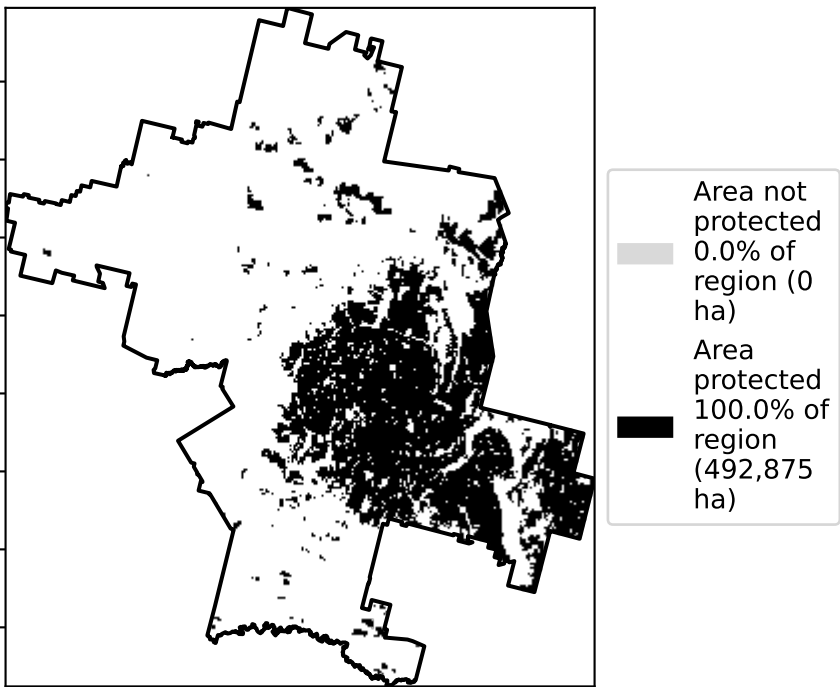 Area not
protected
0.0% of
region (0
ha)
Area
protected
100.0% of
region
(492,875
ha)